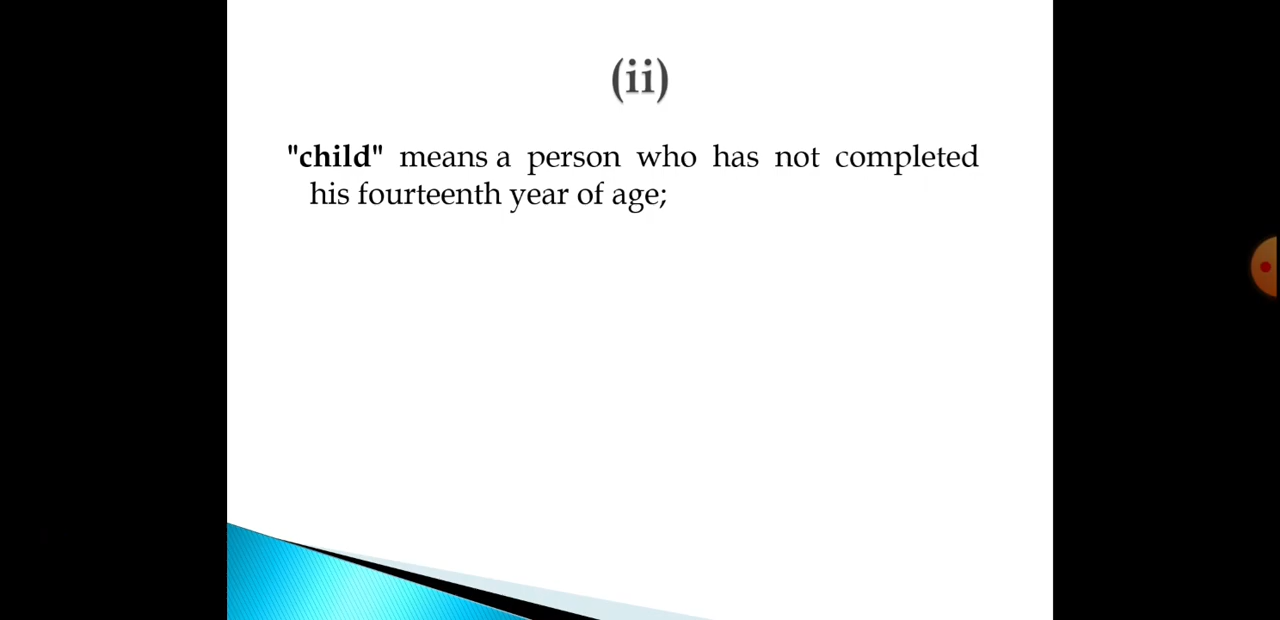 (ii)
"child" means a person who has not completed
his fourteenth year of age;